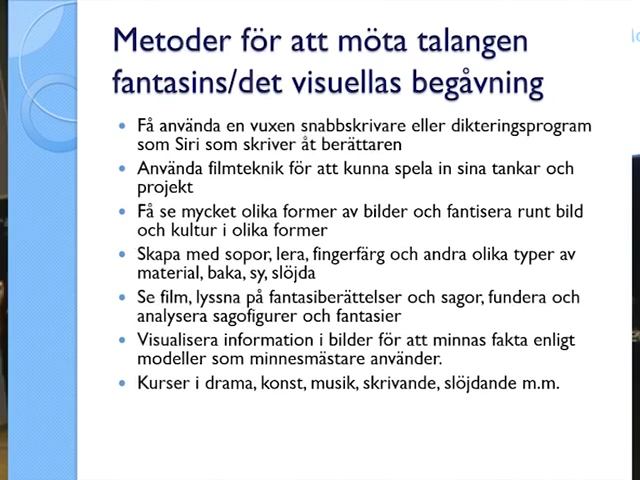 Metoder för att möta talangen
fantasins/det visuellas begåvning
• Få använda en vuxen snabbskrivare eller dikteringsprogram
som Siri som skriver åt berättaren
• Använda filmteknik för att kunna spela in sina tankar och
projekt
• Få se mycket olika former av bilder och fantisera runt bild
och kultur i olika former
• Skapa med sopor, lera, fingerfärg och andra olika typer av
material, baka, sy, slöjda
• Se film, lyssna på fantasiberättelser och sagor, fundera och
analysera sagofigurer och fantasier
• Visualisera information i bilder för att minnas fakta enligt
modeller som minnesmästare använder.
• Kurser i drama, konst, musik, skrivande, slöjdande m.m.